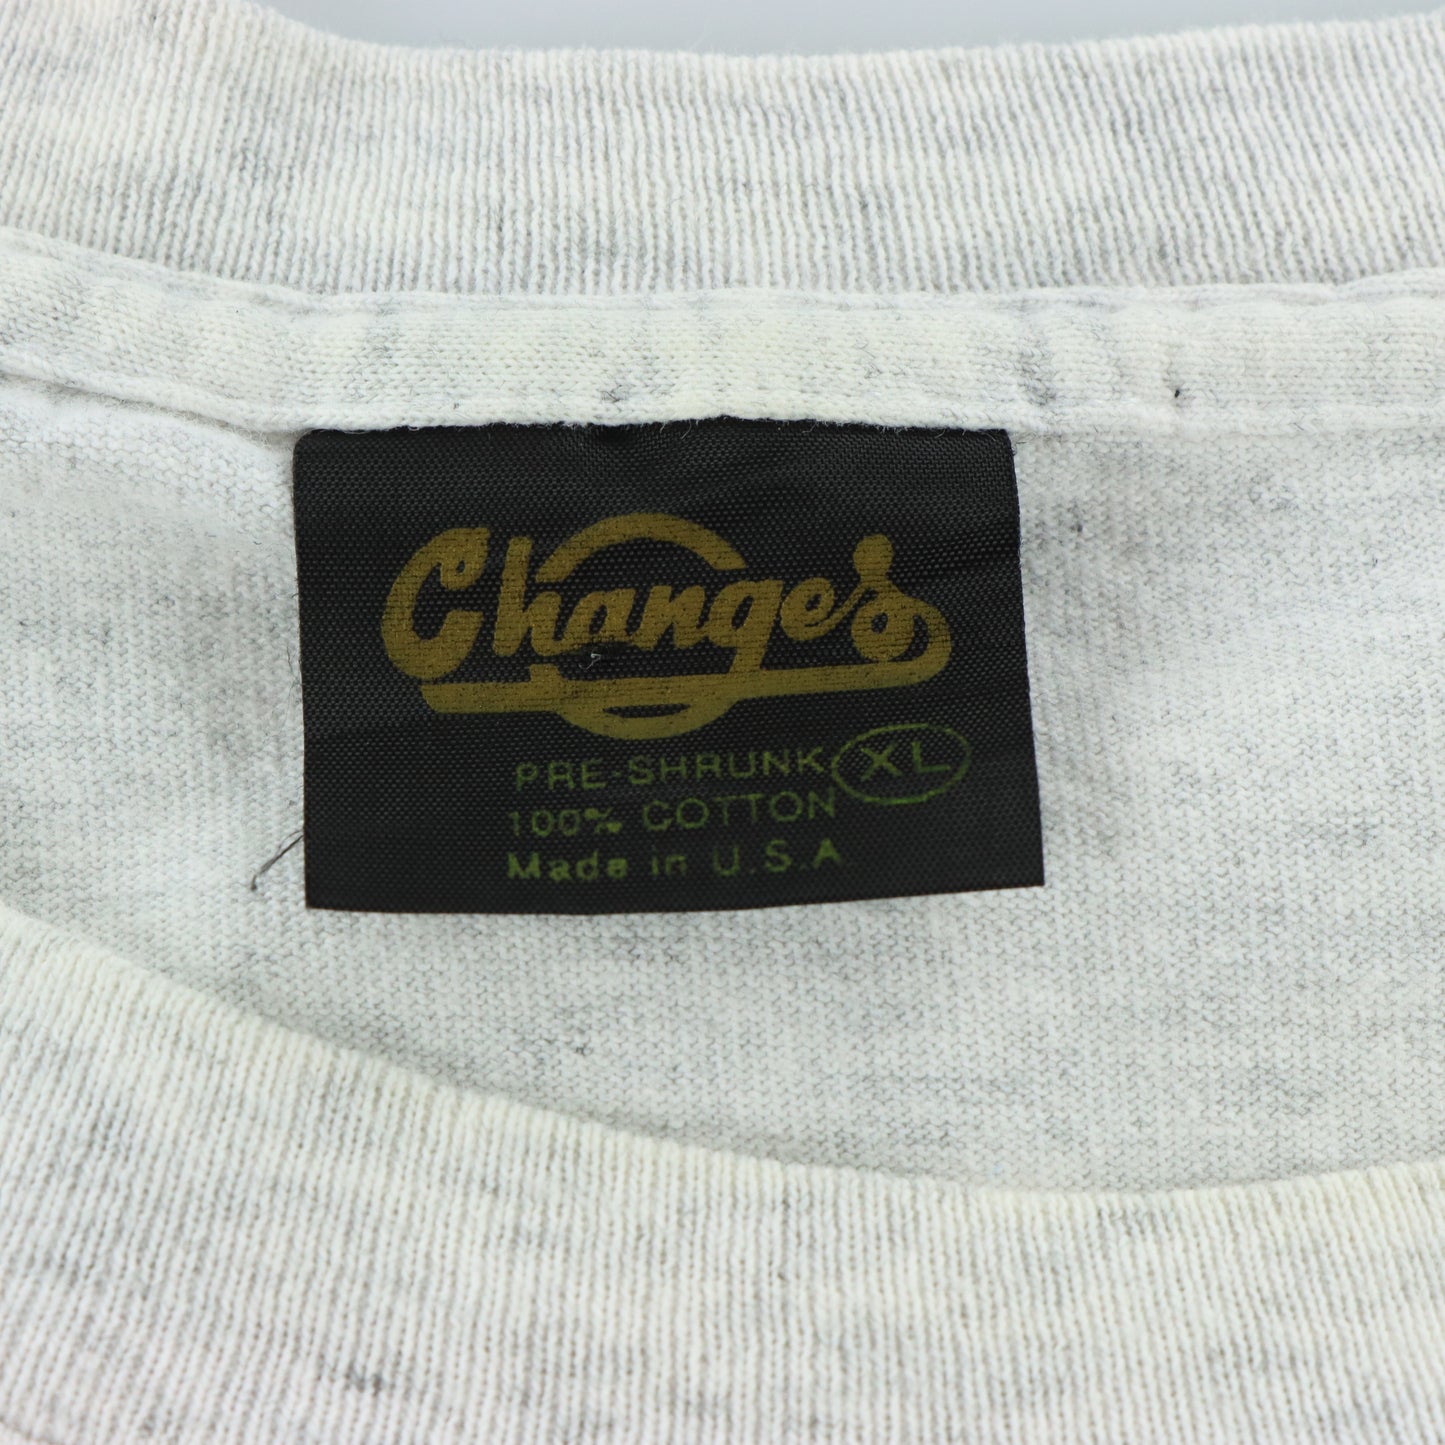 Changes
PRE-SHRUNK XL
100% COTTON
Made in U.S.A